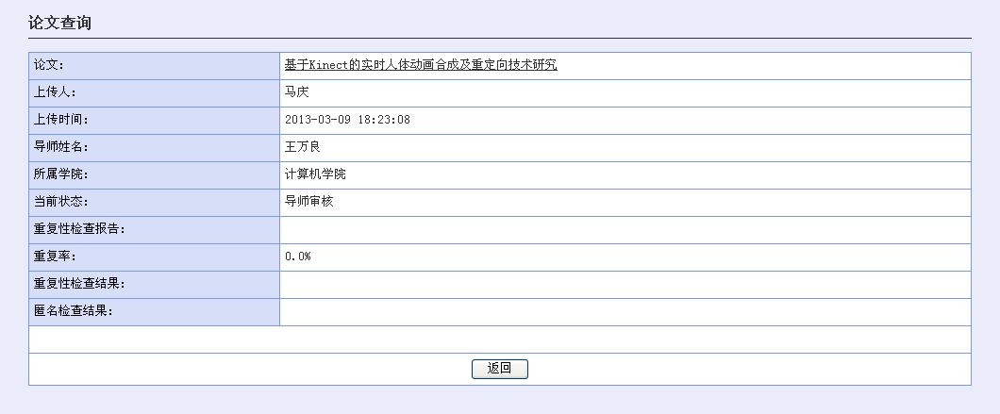 论文查询
论文： 基于Kinect的实时人体动画合成及重定向技术研究
上传人： 马庆
上传时间： 2013-03-09 18:23:08
导师姓名： 王万良
所属学院： 计算机学院
当前状态： 导师审核
重复性检查报告：
重复率： 0.0%
重复性检查结果：
匿名检查结果：
返回